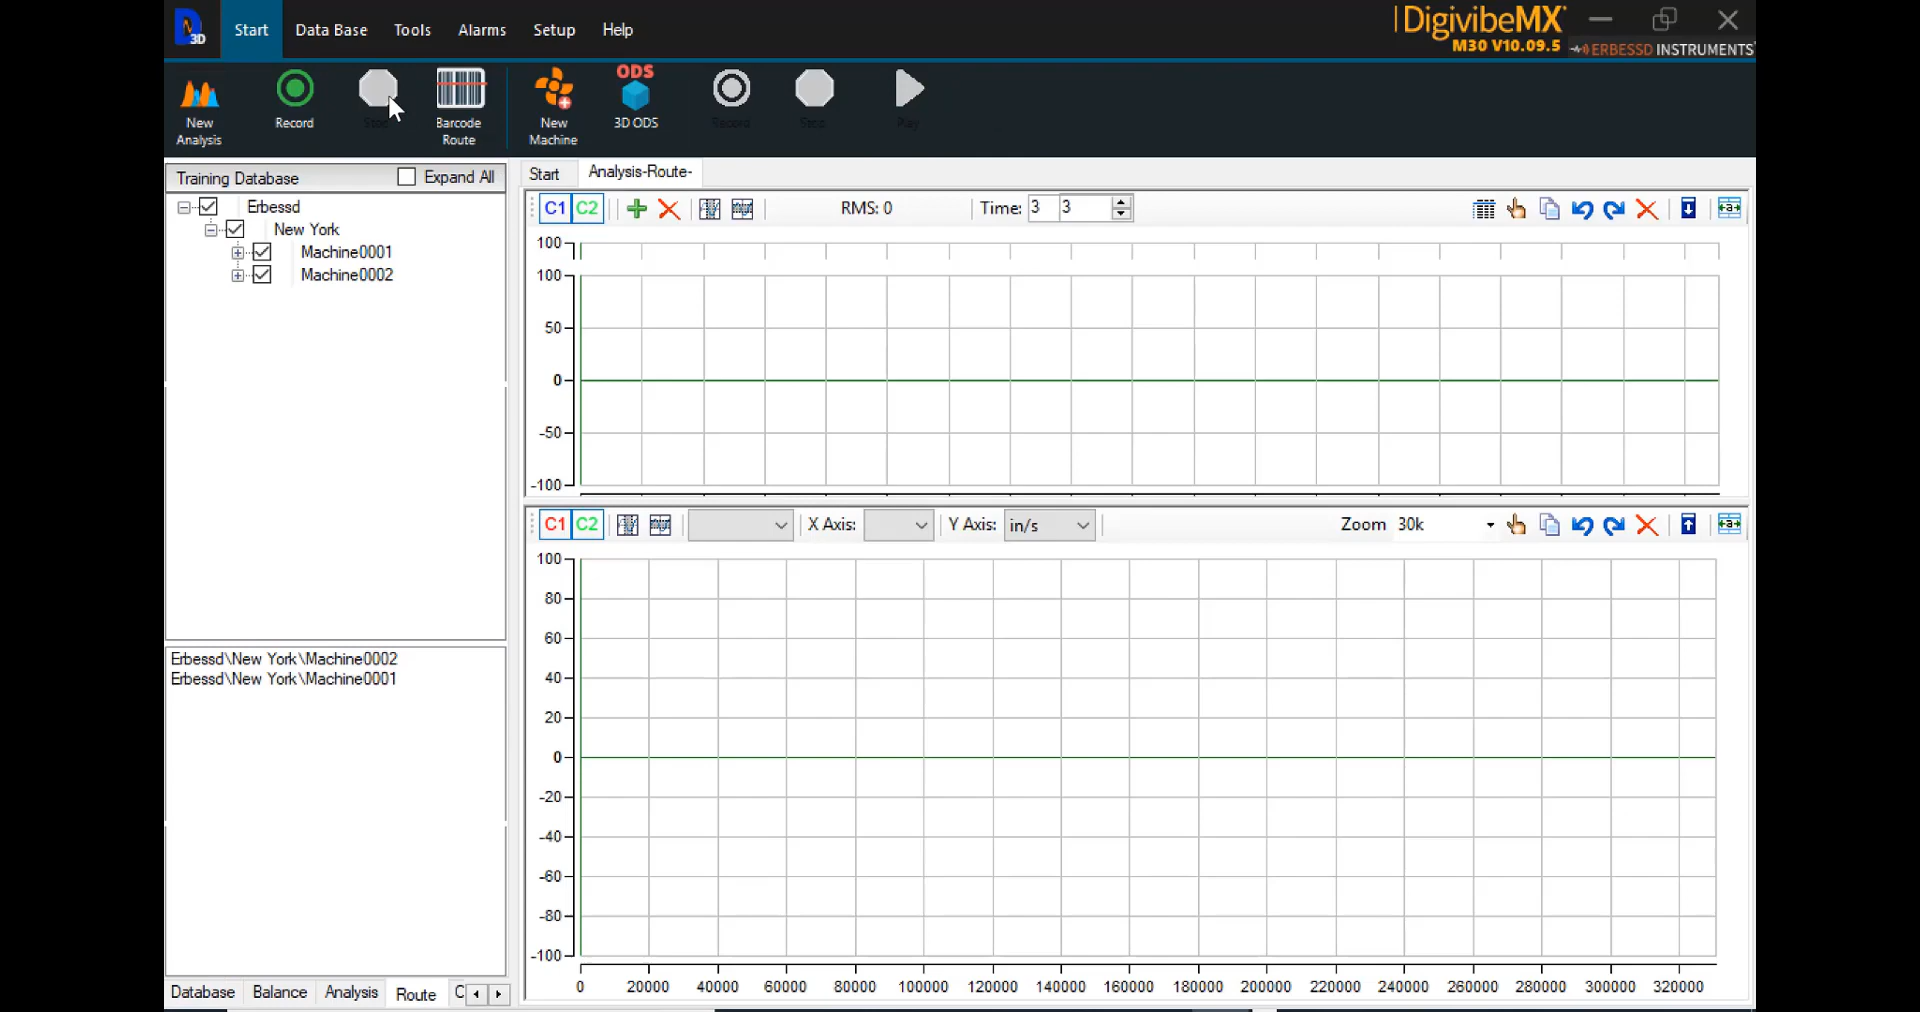 3D
Start
Data Base
Tools
Alarms
Setup
Help
DigivibeMX
M30 V10.09.5
ERBESSD INSTRUMENTS
New
Analysis
Record
Stop
Barcode
Route
New
Machine
ODS
3D ODS
Record
Stop
Play
Training Database
Expand All
Erbessd
New York
Machine0001
Machine0002
Erbessd\New York\Machine0002
Erbessd\New York\Machine0001
Database
Balance
Analysis
Route
C
Start
Analysis-Route-
C1
C2
RMS: 0
Time:
3
3
100
100
50
0
-50
-100
C1
C2
X Axis:
Y Axis:
in/s
Zoom
30k
100
80
60
40
20
0
-20
-40
-60
-80
-100
0
20000
40000
60000
80000
100000
120000
140000
160000
180000
200000
220000
240000
260000
280000
300000
320000